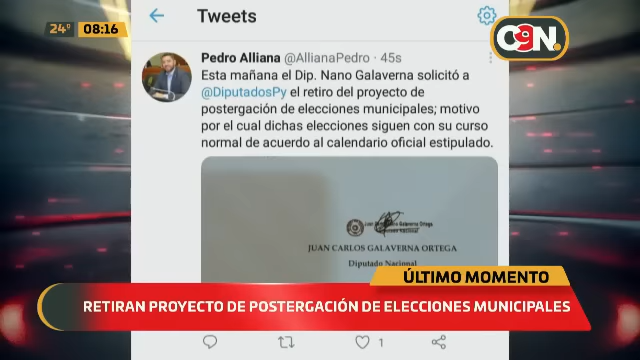 24° 08:16
Tweets
C9N.
Pedro Alliana @AllianaPedro · 45s
Esta mañana el Dip. Nano Galaverna solicitó a
@DiputadosPy el retiro del proyecto de
postergación de elecciones municipales; motivo
por el cual dichas elecciones siguen con su curso
normal de acuerdo al calendario oficial estipulado.
Galaverna Ortega
JUAN CARLOS GALAVERNA ORTEGA
Diputado Nacional
ÚLTIMO MOMENTO
RETIRAN PROYECTO DE POSTERGACIÓN DE ELECCIONES MUNICIPALES
1